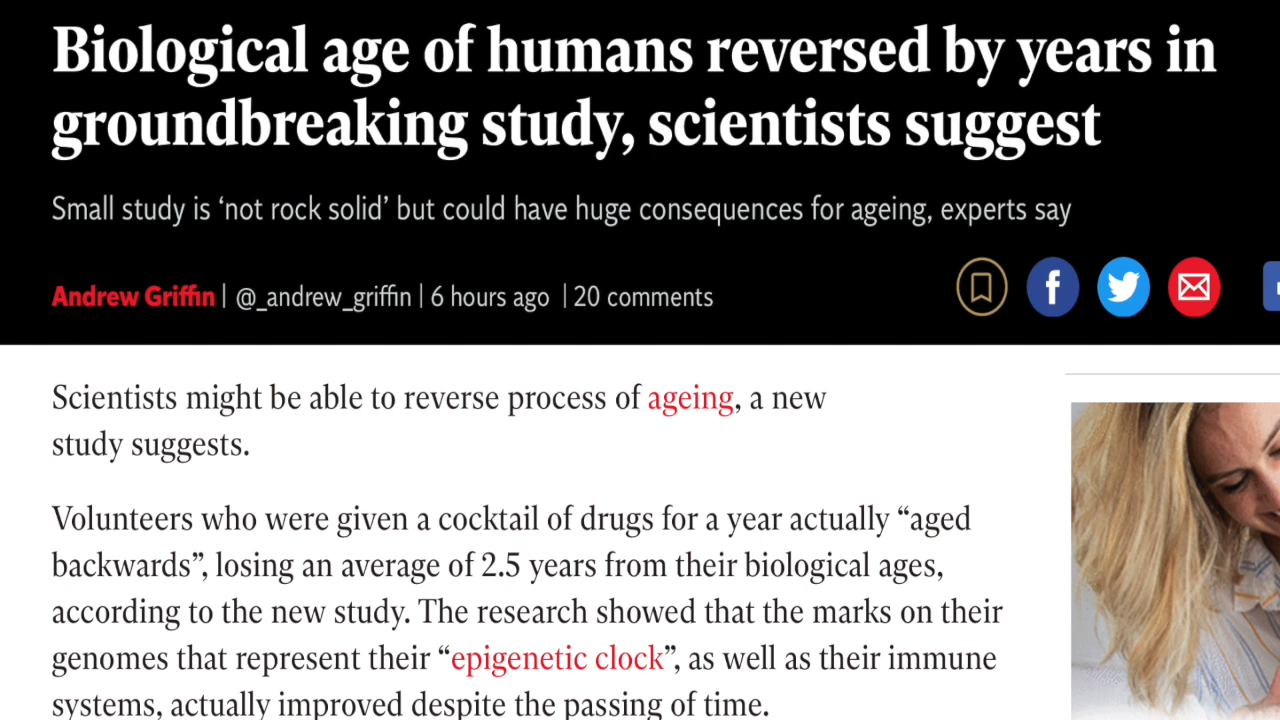 Biological age of humans reversed by years in
groundbreaking study, scientists suggest
Small study is ‘not rock solid’ but could have huge consequences for ageing, experts say
Andrew Griffin | @_andrew_griffin | 6 hours ago | 20 comments
Scientists might be able to reverse process of ageing, a new
study suggests.
Volunteers who were given a cocktail of drugs for a year actually “aged
backwards”, losing an average of 2.5 years from their biological ages,
according to the new study. The research showed that the marks on their
genomes that represent their “epigenetic clock”, as well as their immune
systems, actually improved despite the passing of time.